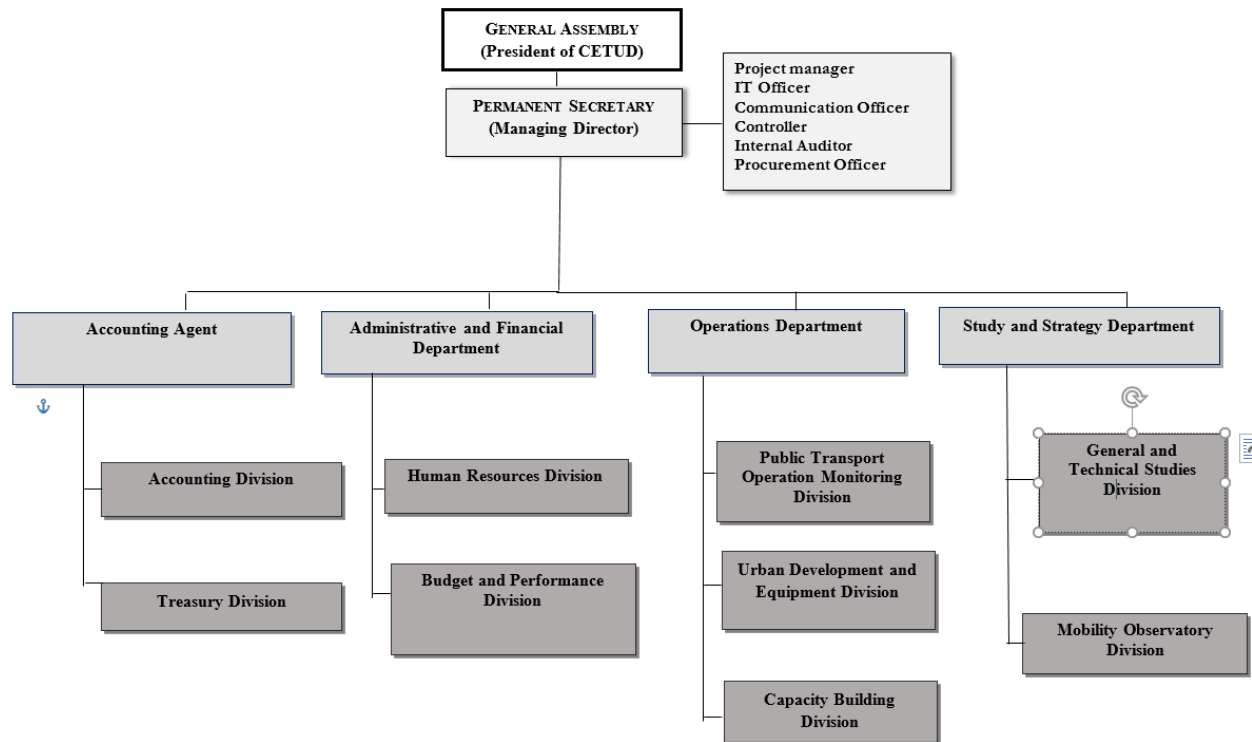 GENERAL ASSEMBLY
(President of CETUD)
PERMANENT SECRETARY
(Managing Director)
Project manager
IT Officer
Communication Officer
Controller
Internal Auditor
Procurement Officer
Accounting Agent
Administrative and Financial
Department
Operations Department
Study and Strategy Department
Accounting Division
Treasury Division
Human Resources Division
Budget and Performance
Division
Public Transport
Operation Monitoring
Division
Urban Development and
Equipment Division
Capacity Building
Division
General and
Technical Studies
Division
Mobility Observatory
Division